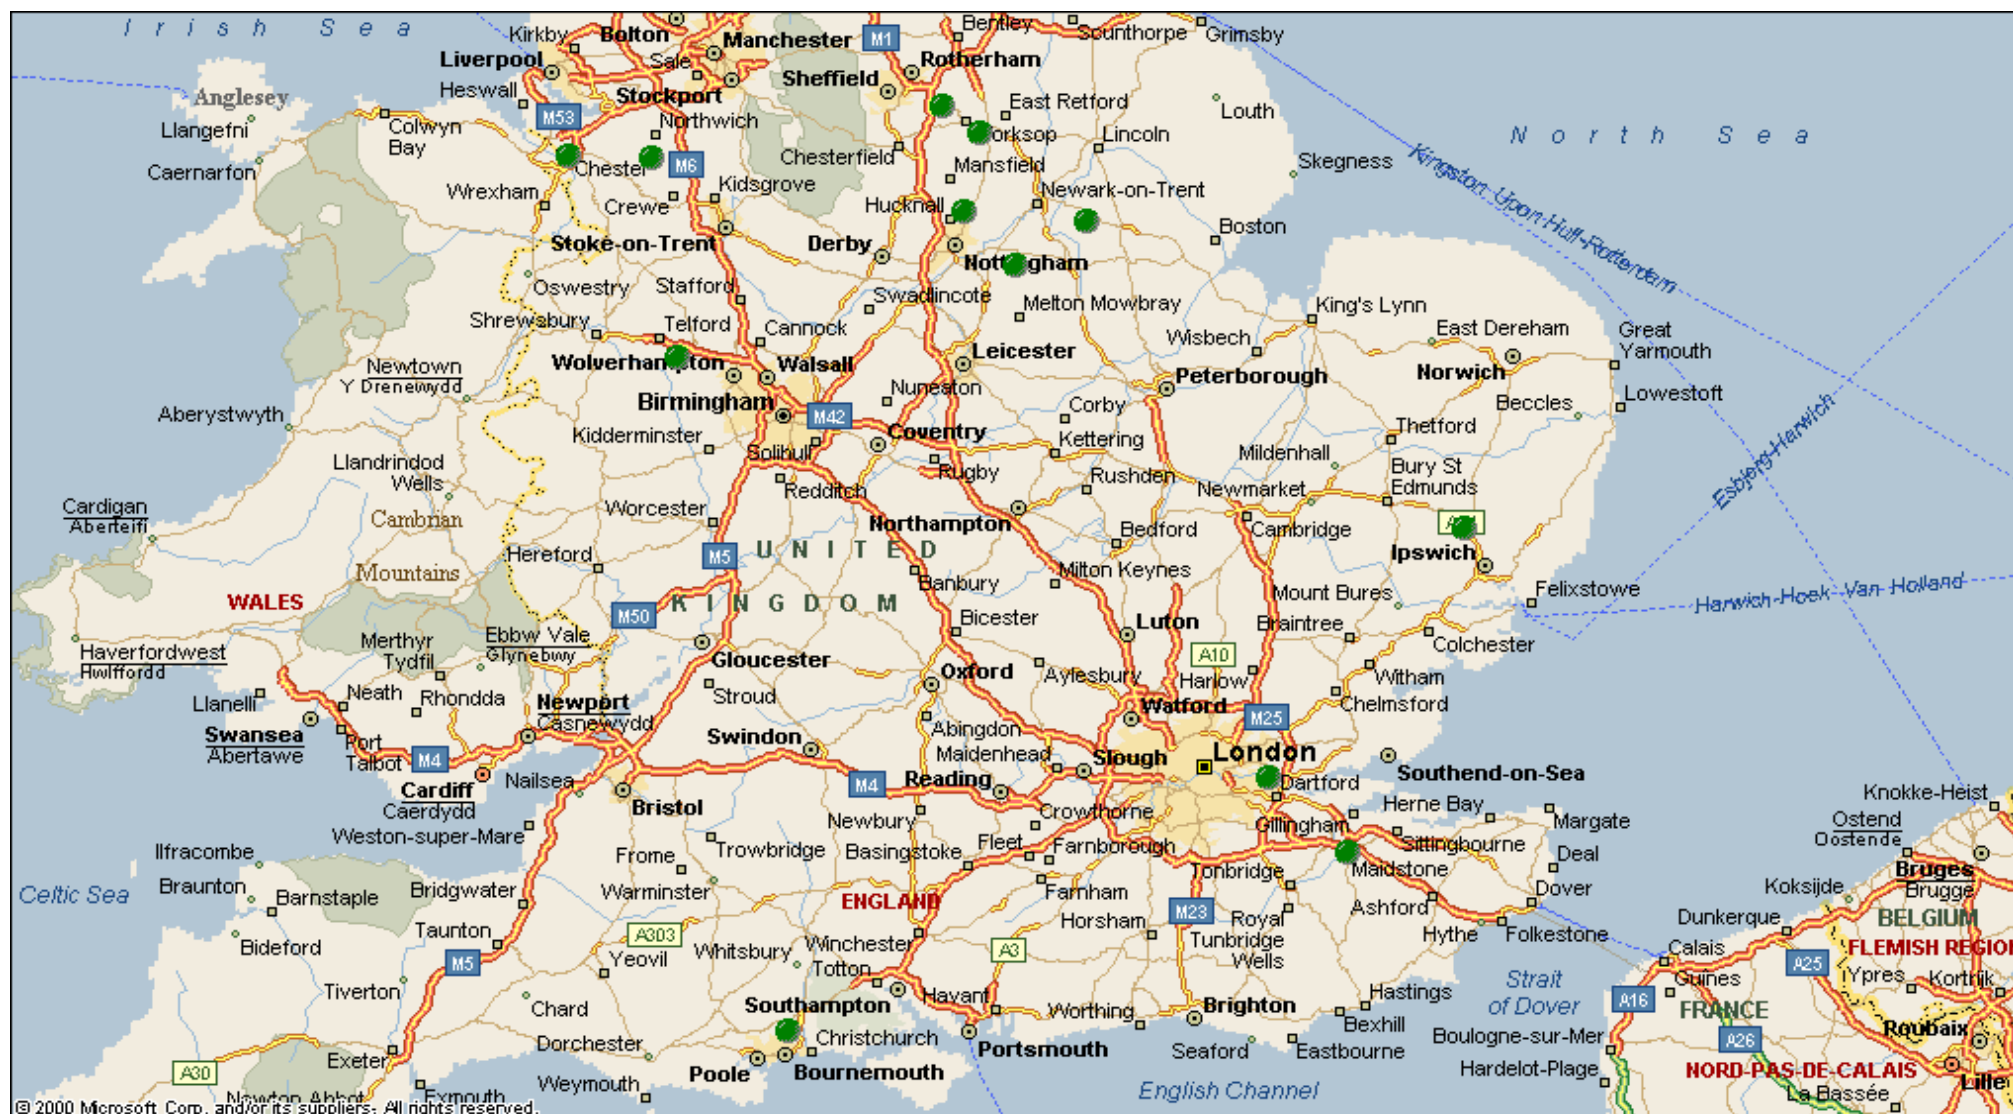 Irish Sea
Kirkby
Bolton
Manchester
M1
Bentley
Scunthorpe
Grimsby
Liverpool
Sale
Sheffield
Rotherham
Heswall
Stockport
Anglesey
M53
Northwich
East Retford
Louth
Llangefni
Colwyn
Bay
orksop
Lincoln
North Sea
Caernarfon
Chester
M6
Chesterfield
Mansfield
Skegness
Kingston Upon Hull-Rotterdam
Wrexham
Kidsgrove
Newark-on-Trent
Crewe
Hucknall
Boston
Stoke-on-Trent
Derby
Nottingham
Oswestry
Stafford
Swadlincote
Melton Mowbray
King's Lynn
Shrewsbury
Telford
Cannock
Wisbech
East Dereham
Great
Yarmouth
Newtown
Y Drenewydd
Wolverhampton
Walsall
Leicester
Peterborough
Norwich
Nuneaton
Lowestoft
Aberystwyth
Birmingham
M42
Corby
Beccles
Esbjerg-Harwich
Kidderminster
Solihull
Coventry
Kettering
Thetford
Llandrindod
Wells
Rugby
Mildenhall
Bury St
Edmunds
Redditch
Rushden
Newmarket
Cardigan
Aberteifi
Cambrian
Mountains
Worcester
Northampton
Bedford
Cambridge
Hereford
M5
UNITED
KINGDOM
Ipswich
Banbury
Milton Keynes
Mount Bures
Felixstowe
Harwich-Hoek Van Holland
WALES
M50
Merthyr
Tydfil
Ebbw Vale
Glynebwy
Bicester
Luton
Braintree
Colchester
Haverfordwest
Hwlffordd
Gloucester
A10
Llanelli
Neath
Rhondda
Newport
Casnewydd
Stroud
Oxford
Aylesbury
Harlow
Witham
Chelmsford
Swansea
Abertawe
Port
Talbot
M4
Swindon
Abingdon
Watford
M25
Maidenhead
Slough
London
Cardiff
Caerdydd
Nailsea
Bristol
M4
Reading
Dartford
Southend-on-Sea
Knokke-Heist
Weston-super-Mare
Newbury
Crowthorne
Gillingham
Herne Bay
Margate
Ostend
Oostende
Ilfracombe
Frome
Trowbridge
Basingstoke
Fleet
Farnborough
Sittingbourne
Deal
Celtic Sea
Braunton
Barnstaple
Bridgwater
Warminster
Farnham
Tonbridge
Maidstone
Dover
Koksijde
Bruges
Brugge
ENGLAND
Horsham
M23
Royal
Tunbridge
Wells
Ashford
Dunkerque
BELGIUM
Bideford
Taunton
A303
Whitsbury
Winchester
A3
Hythe
Folkestone
Calais
FLEMISH REGION
M5
Yeovil
Totton
A25
Guînes
Ypres
Kortrijk
Tiverton
Chard
Southampton
Havant
Worthing
Brighton
Hastings
Strait
of Dover
A16
FRANCE
Bexhill
Dorchester
Christchurch
Portsmouth
Seaford
Eastbourne
Boulogne-sur-Mer
A26
Roubaix
A30
Exeter
Poole
Bournemouth
Hardelot-Plage
NORD-PAS-DE-CALAIS
Lille
Newton Abbot
Exmouth
Weymouth
English Channel
La Bassée
© 2000 Microsoft Corp. and/or its suppliers. All rights reserved.